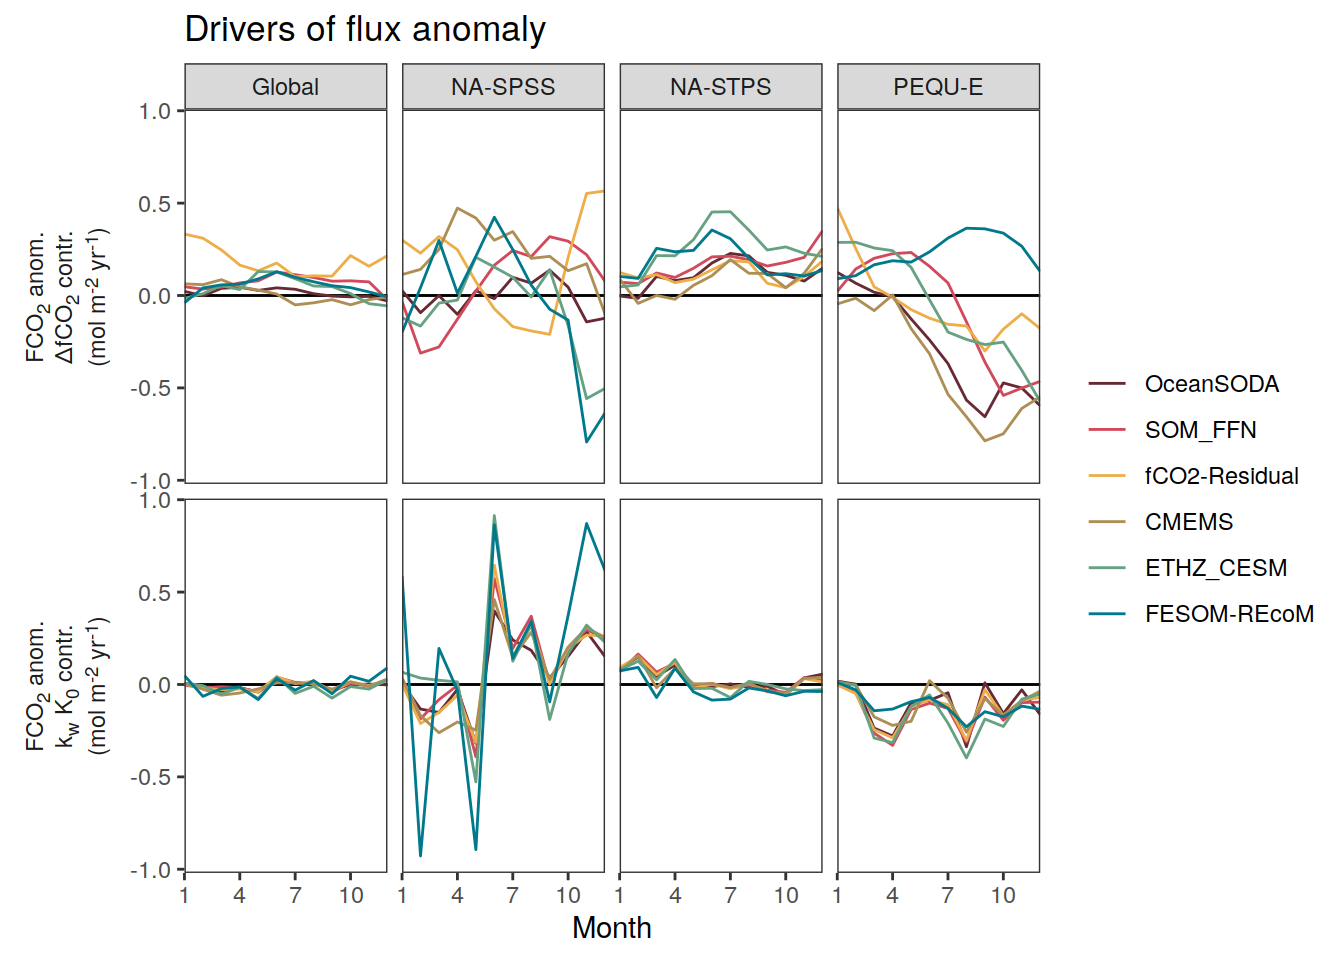 Drivers of flux anomaly
Global NA-SPSS NA-STPS PEQU-E
FCO2 anom.
ΔfCO2 contr.
(mol m-2 yr-1)
1.0
0.5
0.0
-0.5
-1.0
FCO2 anom.
kw K0 contr.
(mol m-2 yr-1)
1.0
0.5
0.0
-0.5
-1.0
1 4 7 10 1 4 7 10 1 4 7 10 1 4 7 10
Month
OceanSODA
SOM_FFN
fCO2-Residual
CMEMS
ETHZ_CESM
FESOM-REcoM